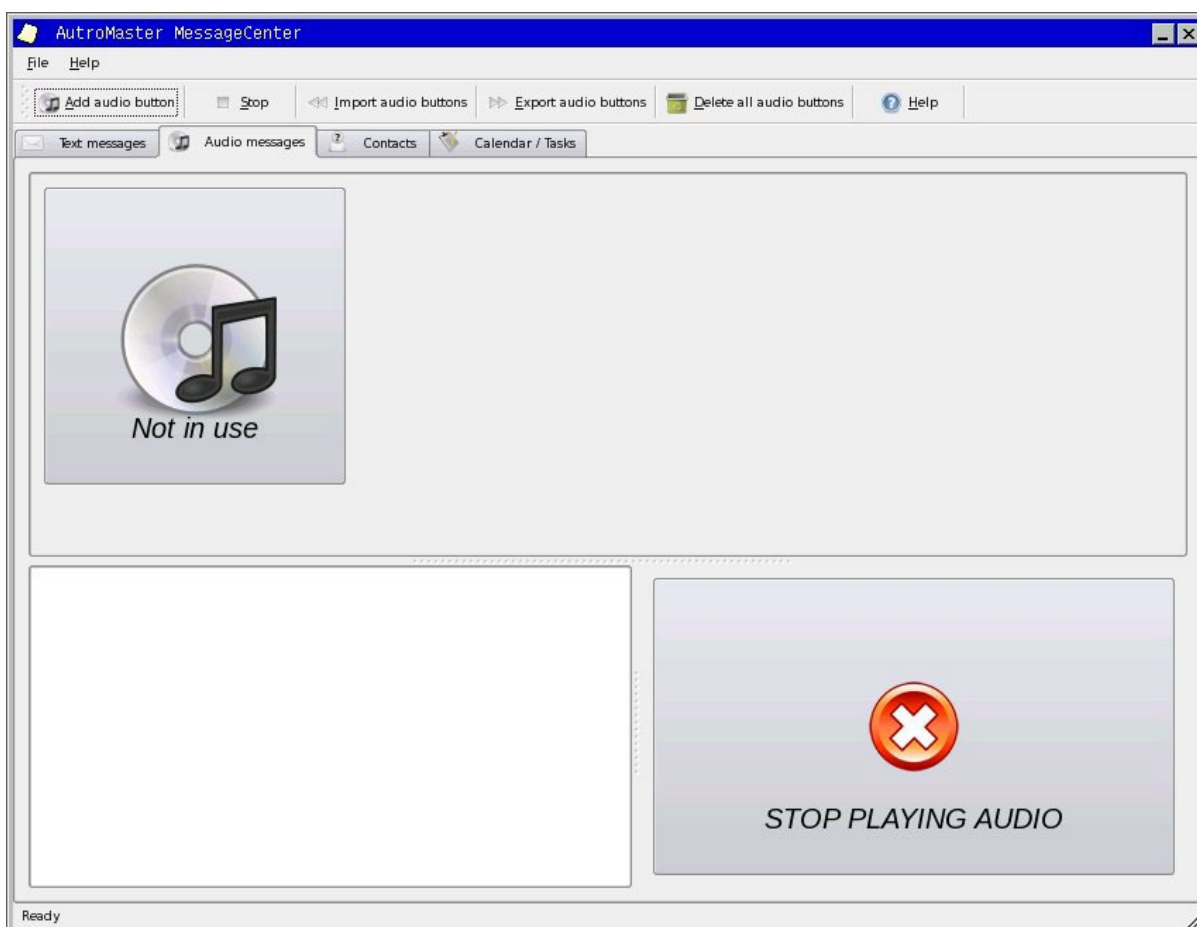 AutroMaster MessageCenter
File Help
Add audio button Stop Import audio buttons Export audio buttons Delete all audio buttons Help
Text messages Audio messages Contacts Calendar / Tasks
Not in use
STOP PLAYING AUDIO
Ready